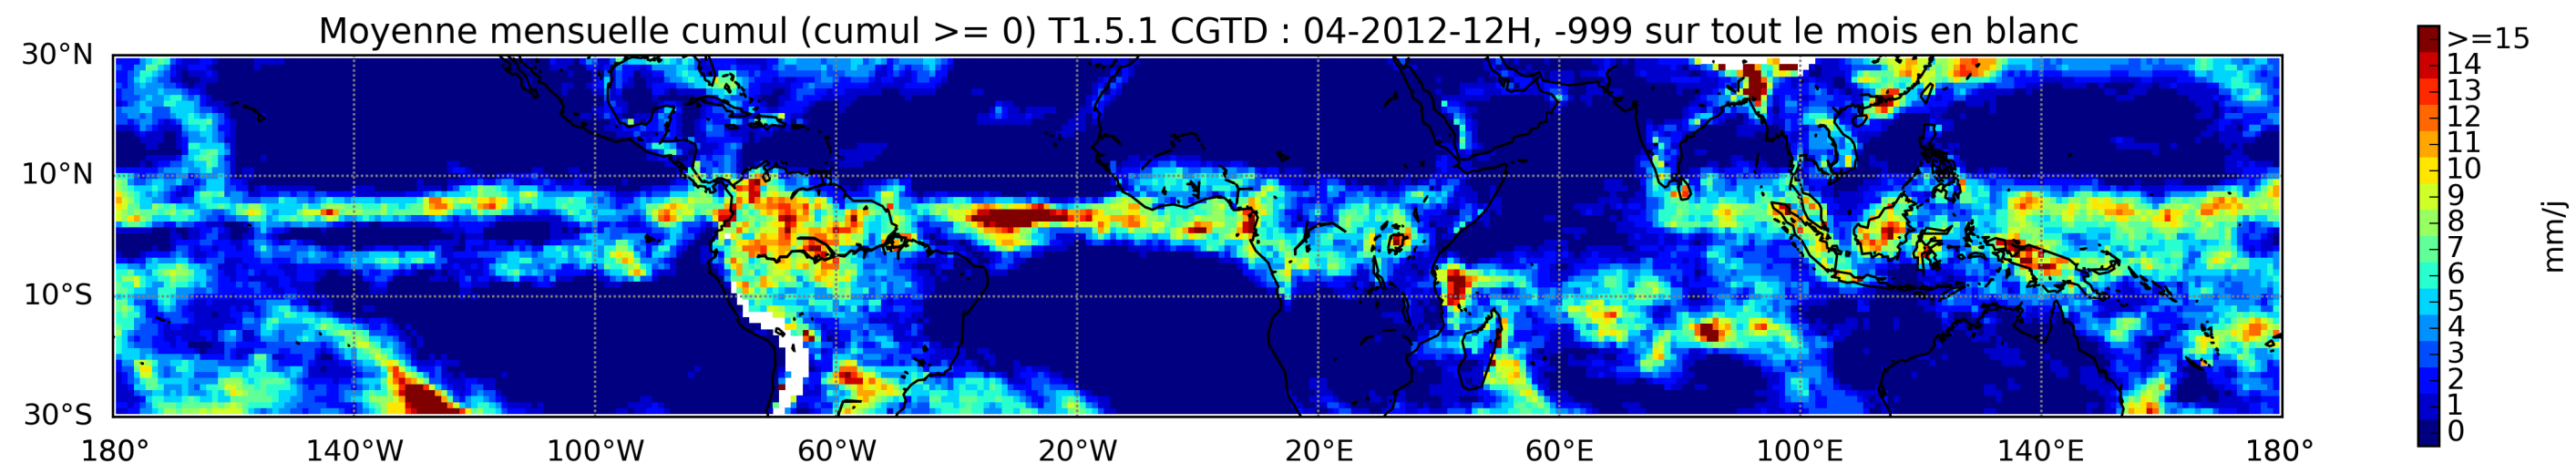 Moyenne mensuelle cumul (cumul >= 0) T1.5.1 CGTD : 04-2012-12H, -999 sur tout le mois en blanc
30°N
10°N
10°S
30°S
180°
140°W
100°W
60°W
20°W
20°E
60°E
100°E
140°E
180°
>=15
14
13
12
11
10
9
8
7
6
5
4
3
2
1
0
mm/j